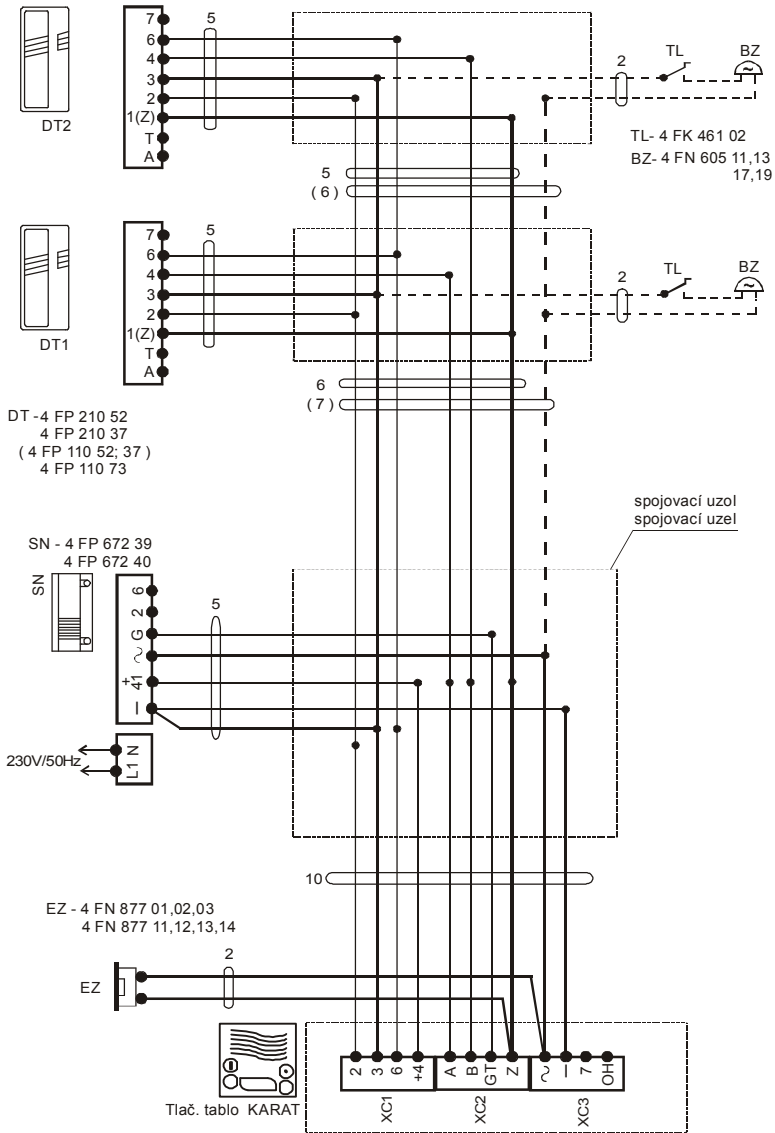 7
6
4
3
2
1(Z)
T
A
5
DT2
2
TL
BZ
TL- 4 FK 461 02
BZ- 4 FN 605 11,13
17,19
5
( 6 )
7
6
4
3
2
1(Z)
T
A
5
DT1
2
TL
BZ
6
( 7 )
DT -4 FP 210 52
4 FP 210 37
( 4 FP 110 52; 37 )
4 FP 110 73
spojovací uzol
spojovací uzel
SN - 4 FP 672 39
4 FP 672 40
SN
6
2
G
~
+
41
–
5
L1 N
230V/50Hz
10
EZ - 4 FN 877 01,02,03
4 FN 877 11,12,13,14
EZ
2
Tlač. tablo KARAT
2
3
6
+4
A
B
GT
Z
~
–
7
OH
XC1
XC2
XC3